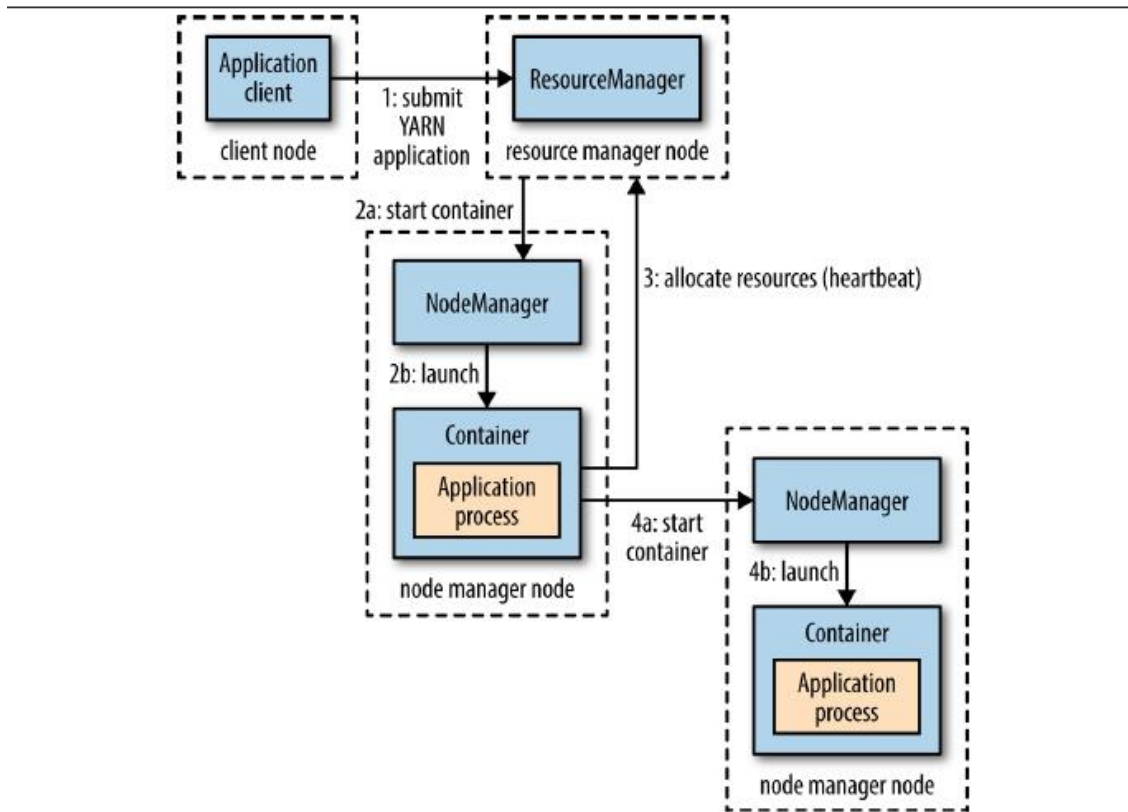 Application
client
client node
1: submit
YARN
application
ResourceManager
resource manager node
2a: start container
NodeManager
2b: launch
Container
Application
process
node manager node
3: allocate resources (heartbeat)
4a: start
container
NodeManager
4b: launch
Container
Application
process
node manager node